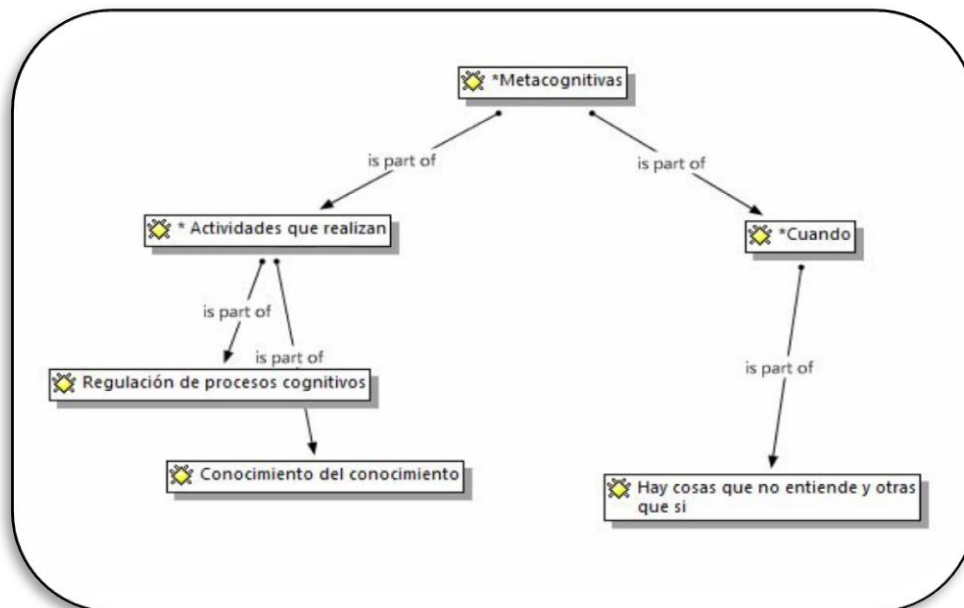 *Metacognitivas
is part of
is part of
* Actividades que realizan
*Cuando
is part of
is part of
is part of
Regulación de procesos cognitivos
Conocimiento del conocimiento
Hay cosas que no entiende y otras
que si